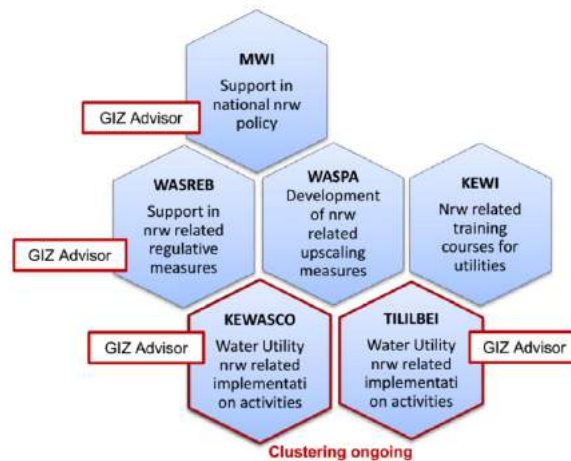 MWI
Support in
national nrw
policy
GIZ Advisor
WASREB
Support in
nrw related
regulative
measures
GIZ Advisor
WASPA
Development of
nrw related
upscaling
measures
KEWI
Nrw related
training
courses for
utilities
KEWASCO
Water Utility
nrw related
implementati
on activities
GIZ Advisor
TILILBEI
Water Utility
nrw related
implementati
on activities
GIZ Advisor
Clustering ongoing